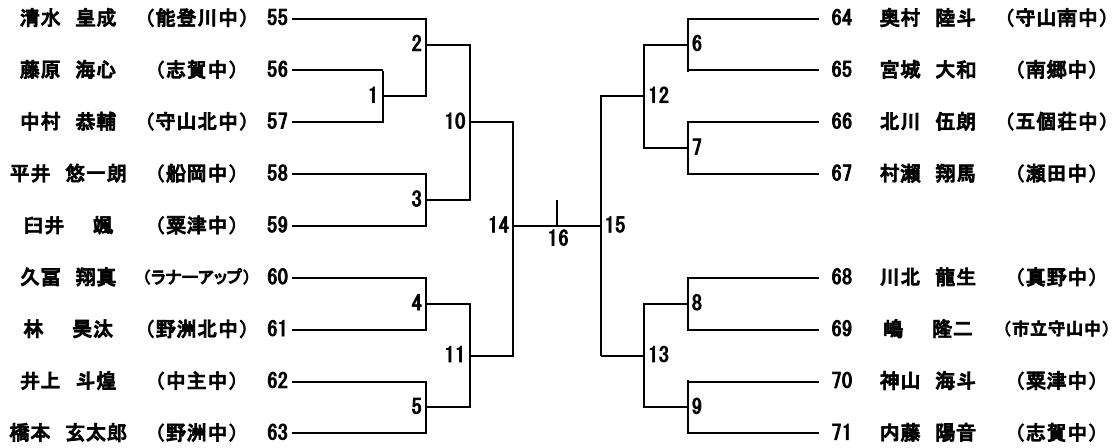 清水 皇成 (能登川中) 55
藤原 海心 (志賀中) 56
中村 恭輔 (守山北中) 57
平井 悠一朗 (船岡中) 58
臼井 颯 (粟津中) 59
久冨 翔真 (ラナーアップ) 60
林 昊汰 (野洲北中) 61
井上 斗煌 (中主中) 62
橋本 玄太郎 (野洲中) 63
2
1
10
3
14
4
11
5
16
15
6
12
7
8
13
9
64 奥村 陸斗 (守山南中)
65 宮城 大和 (南郷中)
66 北川 伍朗 (五個荘中)
67 村瀬 翔馬 (瀬田中)
68 川北 龍生 (真野中)
69 嶋 隆二 (市立守山中)
70 神山 海斗 (粟津中)
71 内藤 陽音 (志賀中)